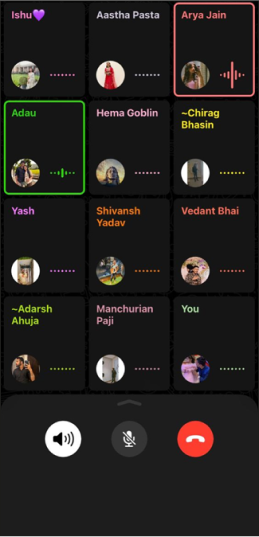 Ishu💜
Aastha Pasta
Arya Jain
Adau
Hema Goblin
~Chirag
Bhasin
Yash
Shivansh
Yadav
Vedant Bhai
~Adarsh
Ahuja
Manchurian
Paji
You